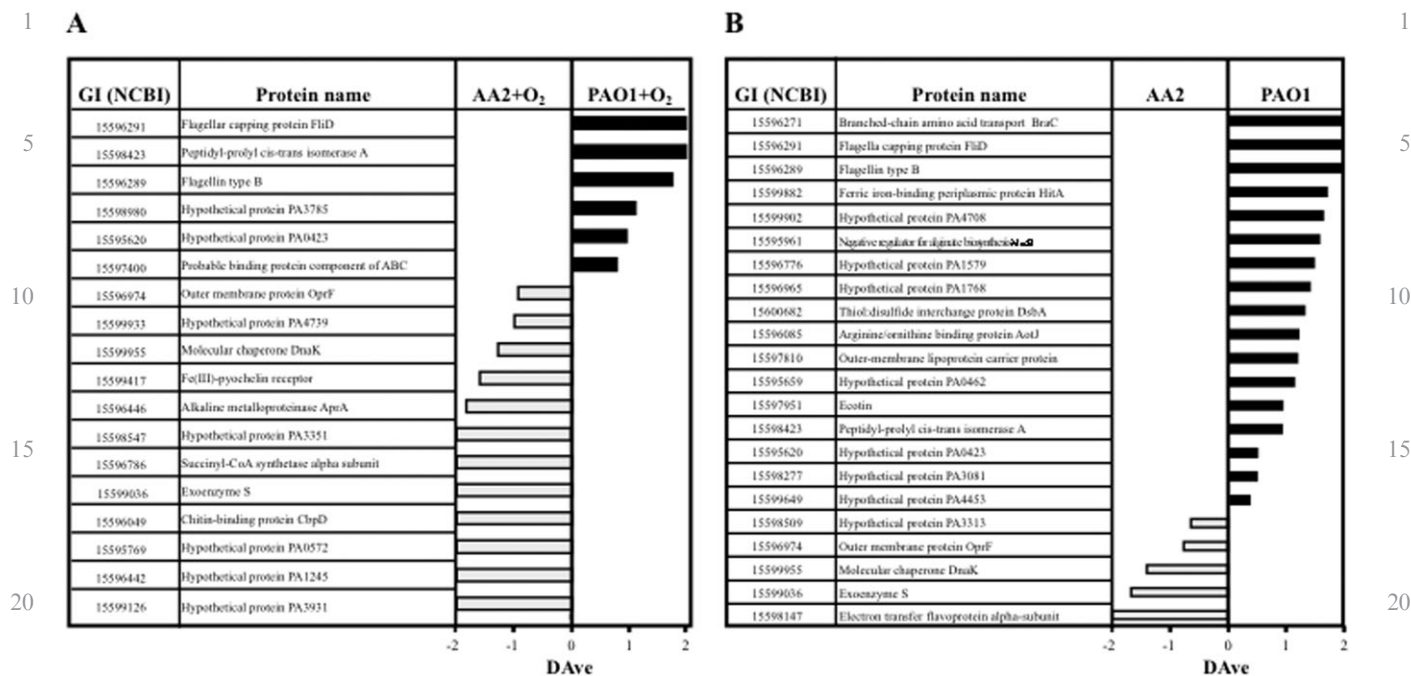 A
GI (NCBI) Protein name AA2+O2 PAO1+O2
15596291 Flagellar capping protein FliD
15598423 Peptidyl-prolyl cis-trans isomerase A
15596289 Flagellin type B
15598980 Hypothetical protein PA3785
15595620 Hypothetical protein PA0423
15597400 Probable binding protein component of ABC
15596974 Outer membrane protein OprF
15599933 Hypothetical protein PA4739
15599955 Molecular chaperone DnaK
15599417 Fe(III)-pyochelin receptor
15596446 Alkaline metalloproteinase AprA
15598547 Hypothetical protein PA3351
15596786 Succinyl-CoA synthetase alpha subunit
15599036 Exoenzyme S
15596049 Chitin-binding protein CbpD
15595769 Hypothetical protein PA0572
15596442 Hypothetical protein PA1245
15599126 Hypothetical protein PA3931
-2 -1 0 1 2
DAve
B
GI (NCBI) Protein name AA2 PAO1
15596271 Branched-chain amino acid transport BraC
15596291 Flagella capping protein FliD
15596289 Flagellin type B
15599882 Ferric iron-binding periplasmic protein HitA
15599902 Hypothetical protein PA4708
15595961 Negative regulator for alginate biosynthesis
15596776 Hypothetical protein PA1579
15596965 Hypothetical protein PA1768
15600682 Thiol:disulfide interchange protein DsbA
15596085 Arginine/ornithine binding protein AotJ
15597810 Outer-membrane lipoprotein carrier protein
15595659 Hypothetical protein PA0462
15597951 Ecotin
15598423 Peptidyl-prolyl cis-trans isomerase A
15595620 Hypothetical protein PA0423
15598277 Hypothetical protein PA3081
15599649 Hypothetical protein PA4453
15598509 Hypothetical protein PA3313
15596974 Outer membrane protein OprF
15599955 Molecular chaperone DnaK
15599036 Exoenzyme S
15598147 Electron transfer flavoprotein alpha-subunit
-2 -1 0 1 2
DAve
1
5
10
15
20
1
5
10
15
20